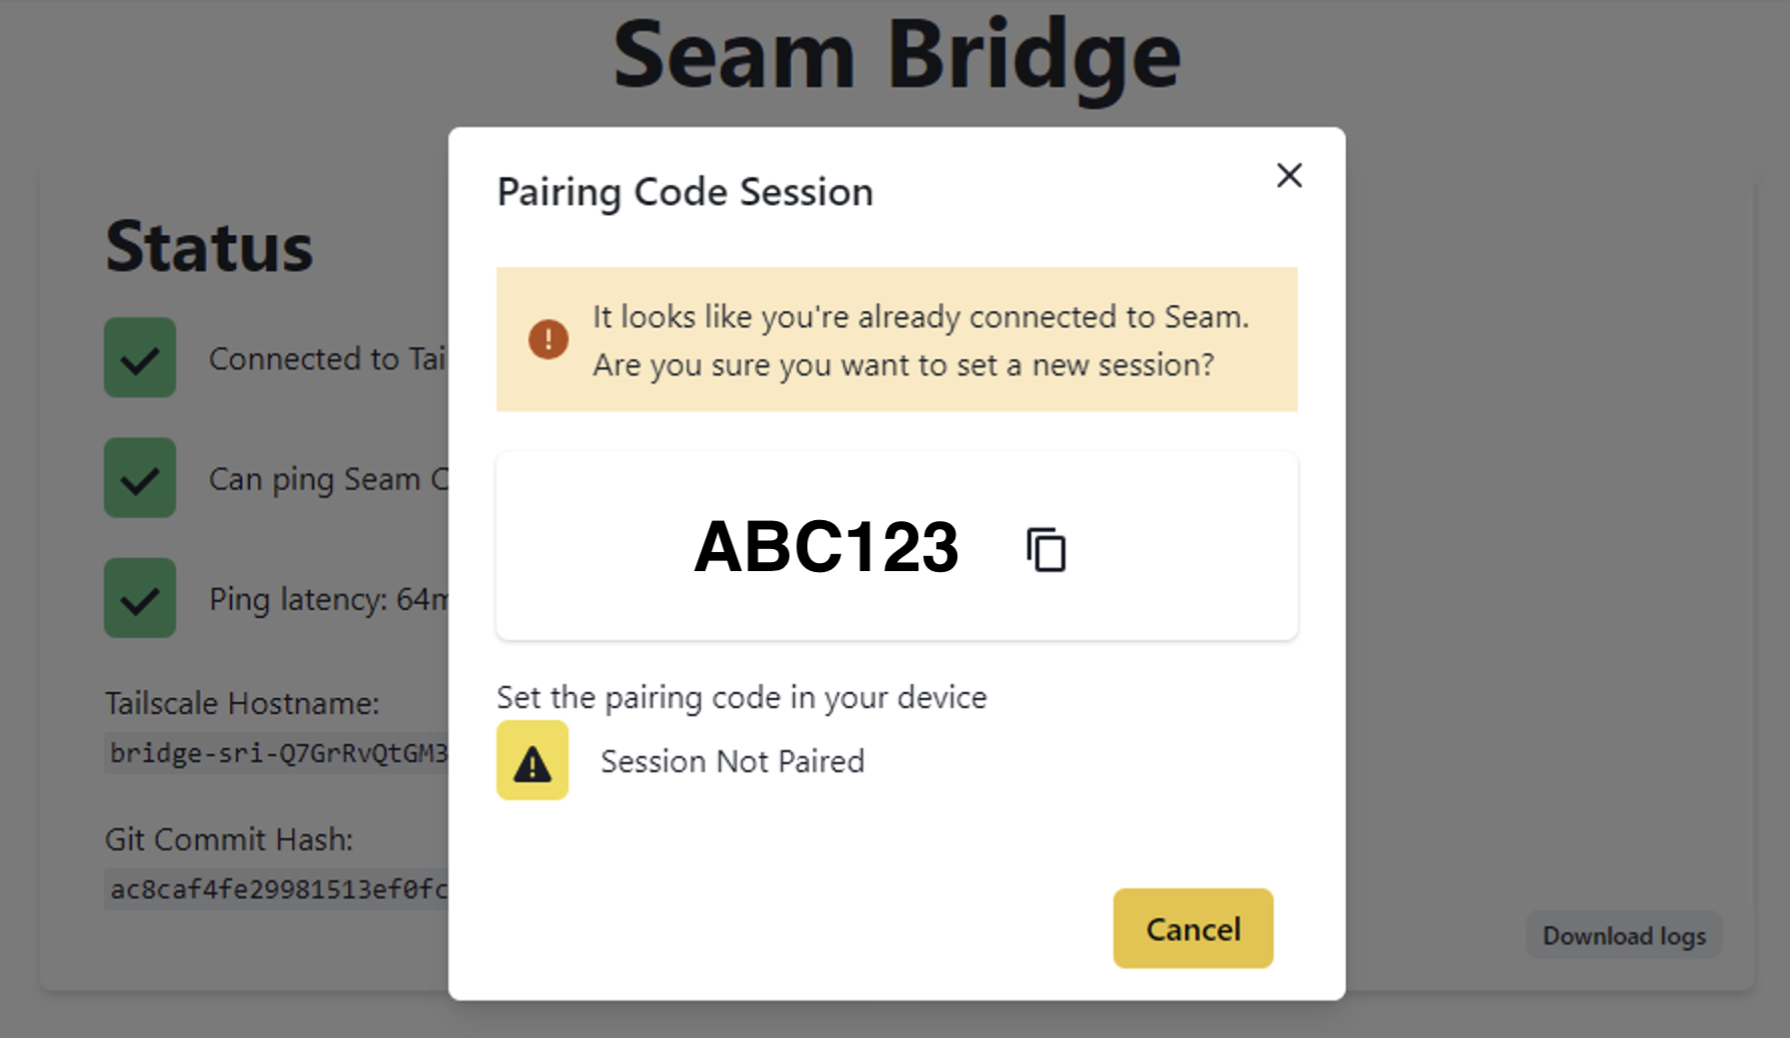 Seam Bridge
Pairing Code Session
It looks like you're already connected to Seam.
Are you sure you want to set a new session?
ABC123
Set the pairing code in your device
Session Not Paired
Cancel
Status
Connected to
Can ping Seam
Ping latency:
Tailscale Hostname:
bridge-sri-Q7GrRvQtGM3
Git Commit Hash:
ac8caf4fe29981513ef0fc
Download logs